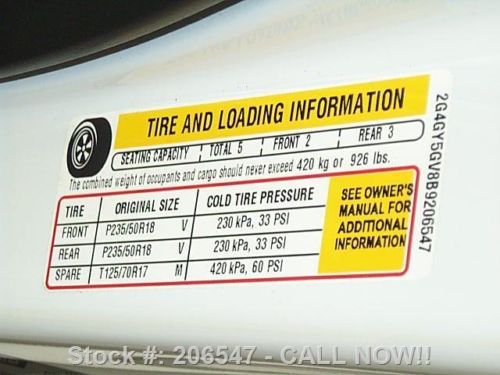 TIRE AND LOADING INFORMATION
SEATING CAPACITY TOTAL 5 FRONT 2 REAR 3
The combined weight of occupants and cargo should never exceed 420 kg or 926 lbs.
TIRE ORIGINAL SIZE COLD TIRE PRESSURE
FRONT P235/50R18 V 230 kPa, 33 PSI
REAR P235/50R18 V 230 kPa, 33 PSI
SPARE T125/70R17 M 420 kPa, 60 PSI
SEE OWNER'S
MANUAL FOR
ADDITIONAL
INFORMATION
2G4GY5GV8B9206547
Stock #: 206547 - CALL NOW!!